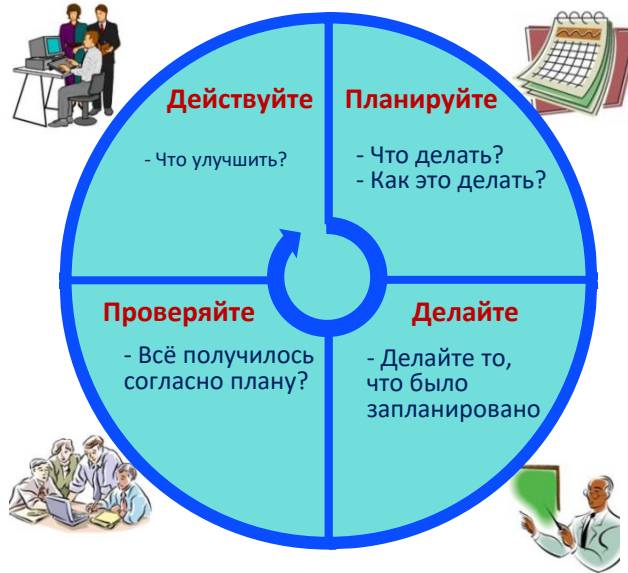 Действуйте
- Что улучшить?
Планируйте
- Что делать?
- Как это делать?
Проверяйте
- Всё получилось
согласно плану?
Делайте
- Делайте то,
что было
запланировано